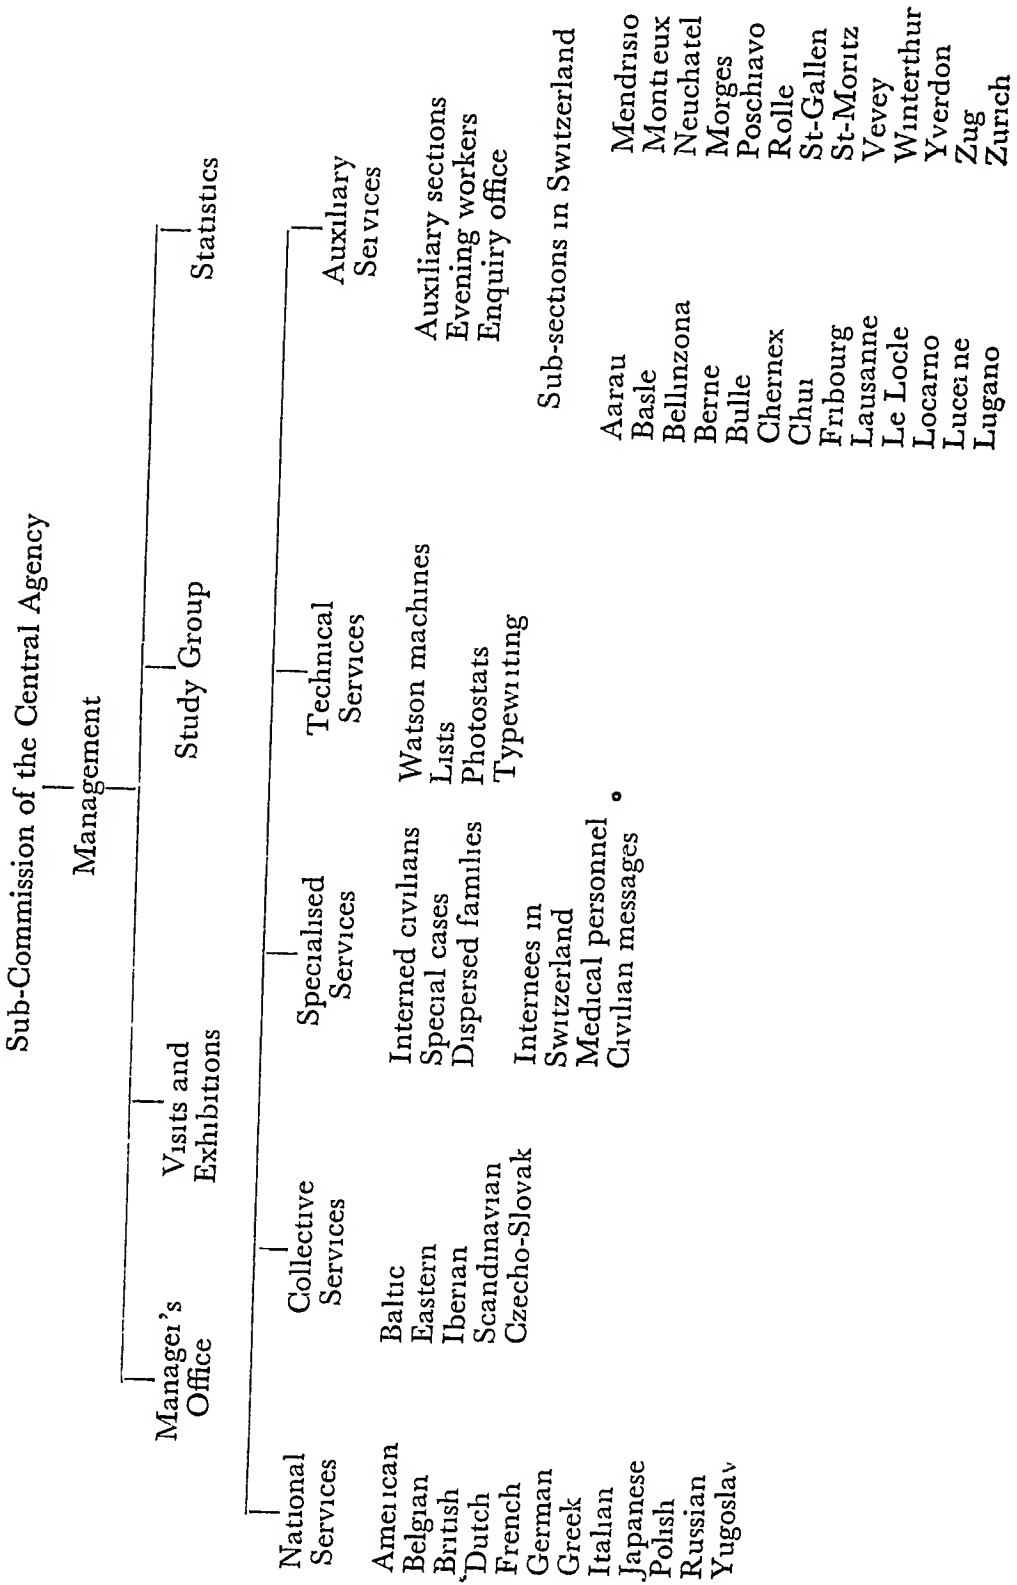 Sub-Commission of the Central Agency
Management
Manager's
Office
Visits and
Exhibitions
Study Group
Statistics
National
Services
American
Belgian
British
Dutch
French
German
Greek
Italian
Japanese
Polish
Russian
Yugoslav
Collective
Services
Baltic
Eastern
Iberian
Scandinavian
Czecho-Slovak
Specialised
Services
Interned civilians
Special cases
Dispersed families
Internees in
Switzerland
Medical personnel
Civilian messages
Technical
Services
Watson machines
Lists
Photostats
Typewriting
Auxiliary
Services
Auxiliary sections
Evening workers
Enquiry office
Sub-sections in Switzerland
Aarau
Basle
Bellinzona
Berne
Bulle
Chernex
Chur
Fribourg
Lausanne
Le Locle
Locarno
Lucerne
Lugano
Mendrisio
Montreux
Neuchatel
Morges
Poschiavo
Rolle
St-Gallen
St-Moritz
Vevey
Winterthur
Yverdon
Zug
Zurich